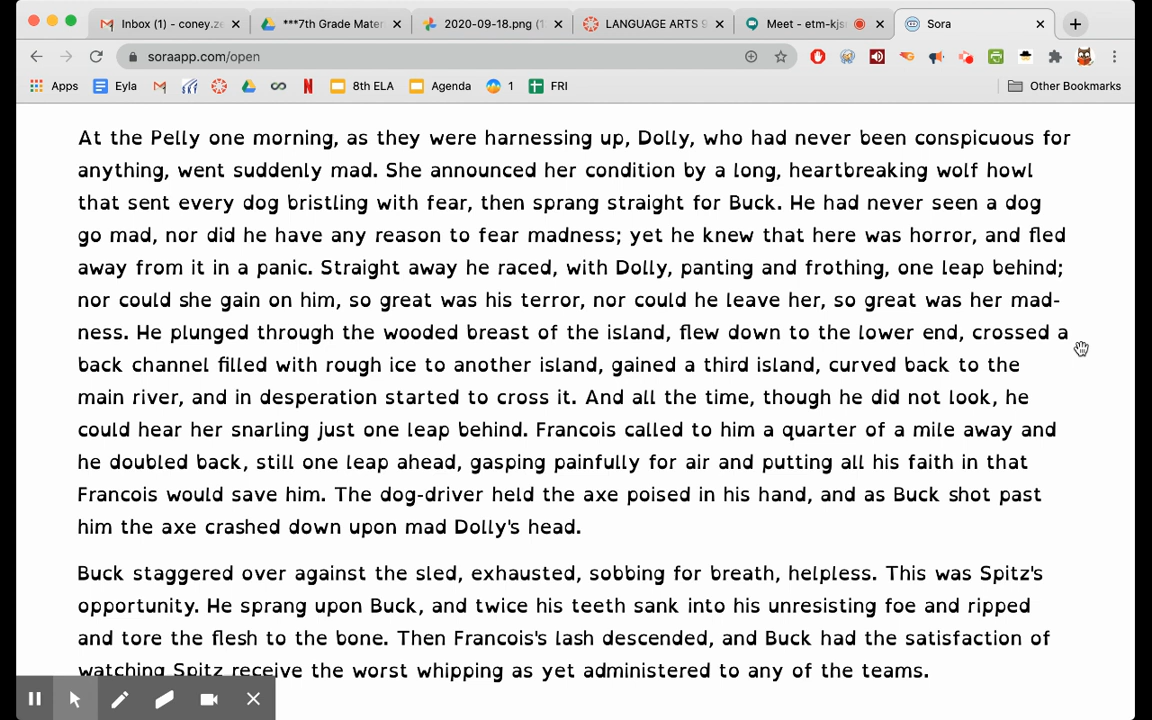 Inbox (1) - coney.ze
***7th Grade Mater
2020-09-18.png (1
LANGUAGE ARTS 9
Meet - etm-kjs
Sora
soraapp.com/open
Apps
Eyla
8th ELA
Agenda
1
FRI
Other Bookmarks
At the Pelly one morning, as they were harnessing up, Dolly, who had never been conspicuous for
anything, went suddenly mad. She announced her condition by a long, heartbreaking wolf howl
that sent every dog bristling with fear, then sprang straight for Buck. He had never seen a dog
go mad, nor did he have any reason to fear madness; yet he knew that here was horror, and fled
away from it in a panic. Straight away he raced, with Dolly, panting and frothing, one leap behind;
nor could she gain on him, so great was his terror, nor could he leave her, so great was her mad-
ness. He plunged through the wooded breast of the island, flew down to the lower end, crossed a
back channel filled with rough ice to another island, gained a third island, curved back to the
main river, and in desperation started to cross it. And all the time, though he did not look, he
could hear her snarling just one leap behind. Francois called to him a quarter of a mile away and
he doubled back, still one leap ahead, gasping painfully for air and putting all his faith in that
Francois would save him. The dog-driver held the axe poised in his hand, and as Buck shot past
him the axe crashed down upon mad Dolly's head.
Buck staggered over against the sled, exhausted, sobbing for breath, helpless. This was Spitz's
opportunity. He sprang upon Buck, and twice his teeth sank into his unresisting foe and ripped
and tore the flesh to the bone. Then Francois's lash descended, and Buck had the satisfaction of
watching Spitz receive the worst whipping as yet administered to any of the teams.